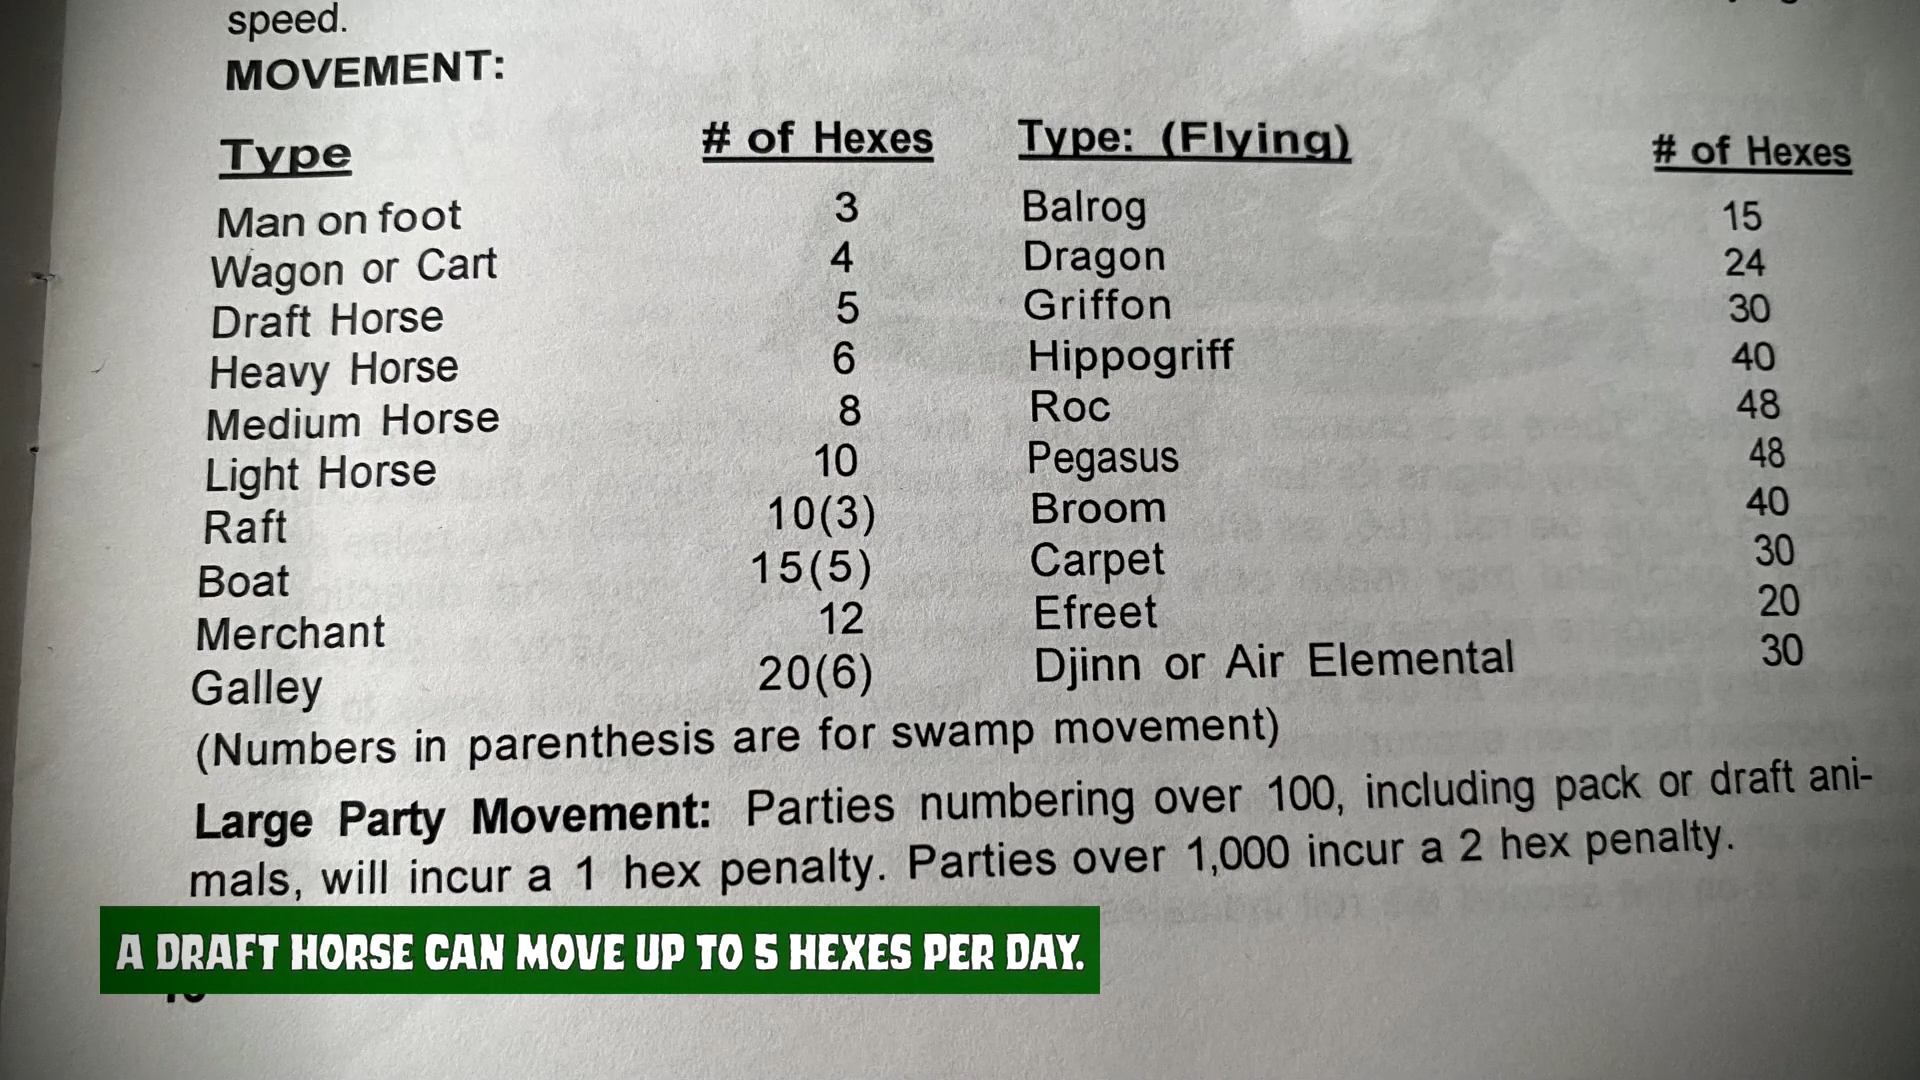 speed.
MOVEMENT:
Type # of Hexes Type: (Flying) # of Hexes
Man on foot 3 Balrog 15
Wagon or Cart 4 Dragon 24
Draft Horse 5 Griffon 30
Heavy Horse 6 Hippogriff 40
Medium Horse 8 Roc 48
Light Horse 10 Pegasus 48
Raft 10(3) Broom 40
Boat 15(5) Carpet 30
Merchant 12 Efreet 20
Galley 20(6) Djinn or Air Elemental 30
(Numbers in parenthesis are for swamp movement)
Large Party Movement: Parties numbering over 100, including pack or draft ani-
mals, will incur a 1 hex penalty. Parties over 1,000 incur a 2 hex penalty.
A DRAFT HORSE CAN MOVE UP TO 5 HEXES PER DAY.